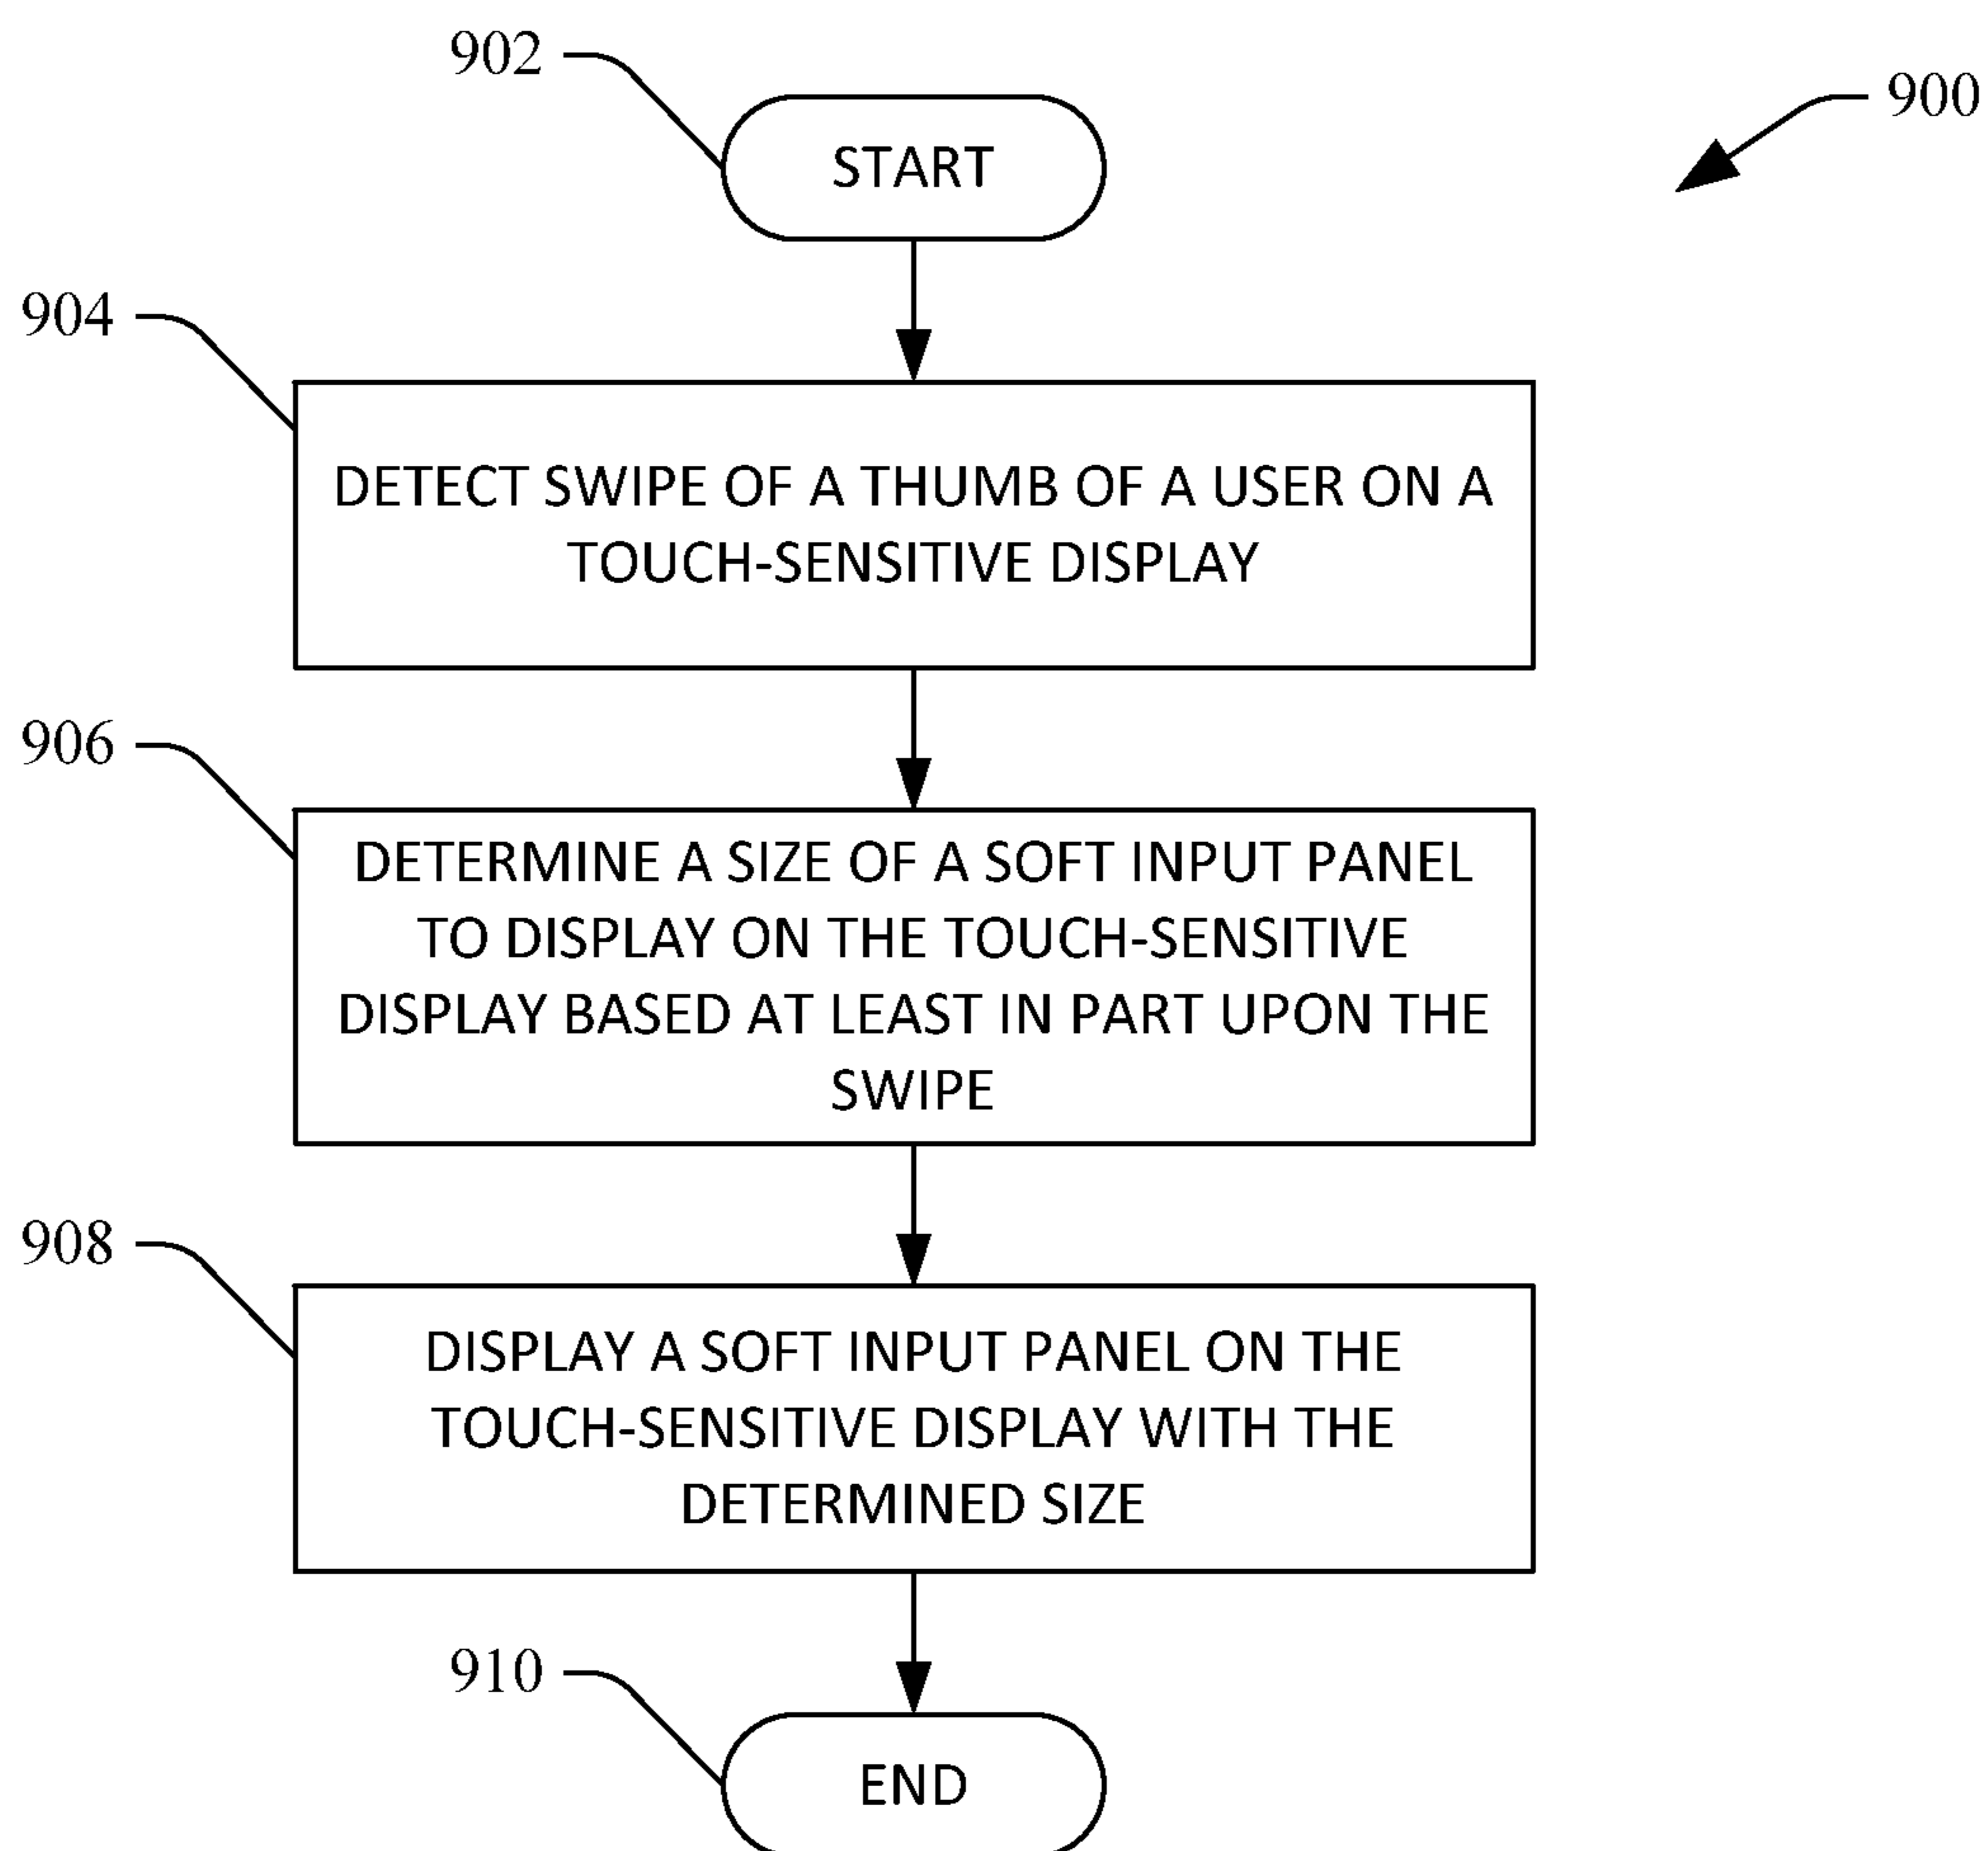 902
900
START
904
DETECT SWIPE OF A THUMB OF A USER ON A
TOUCH-SENSITIVE DISPLAY
906
DETERMINE A SIZE OF A SOFT INPUT PANEL
TO DISPLAY ON THE TOUCH-SENSITIVE
DISPLAY BASED AT LEAST IN PART UPON THE
SWIPE
908
DISPLAY A SOFT INPUT PANEL ON THE
TOUCH-SENSITIVE DISPLAY WITH THE
DETERMINED SIZE
910
END